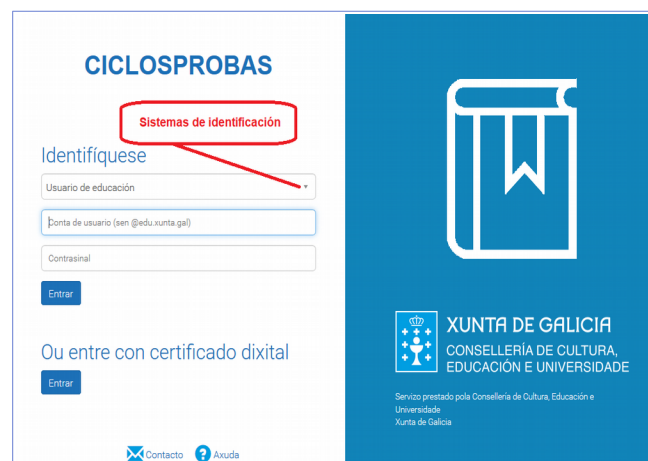 CICLOSPROBAS
Sistemas de identificación
Identifíquese
Usuario de educación
Conta de usuario (sen @edu.xunta.gal)
Contrasinal
Entrar
Ou entre con certificado dixital
Entrar
Contacto
Axuda
XUNTA DE GALICIA
CONSELLERÍA DE CULTURA,
EDUCACIÓN E UNIVERSIDADE
Servizo prestado pola Consellería de Cultura, Educación e
Universidade
Xunta de Galicia